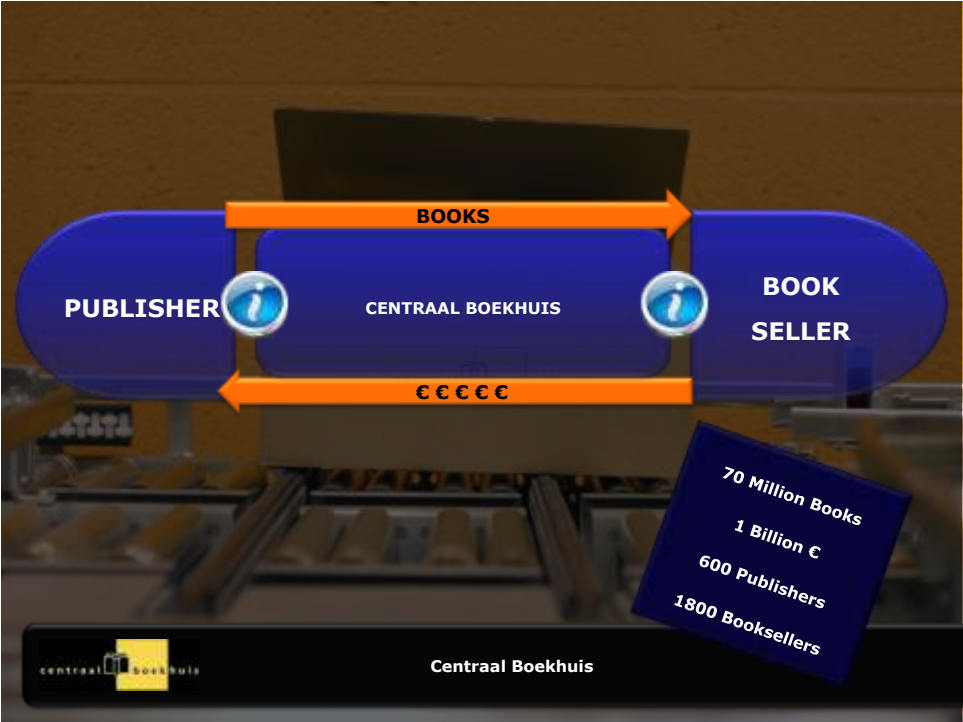 BOOKS
PUBLISHER
CENTRAAL BOEKHUIS
BOOK
SELLER
€ € € € €
70 Million Books
1 Billion €
600 Publishers
1800 Booksellers
centraal boekhuis
Centraal Boekhuis